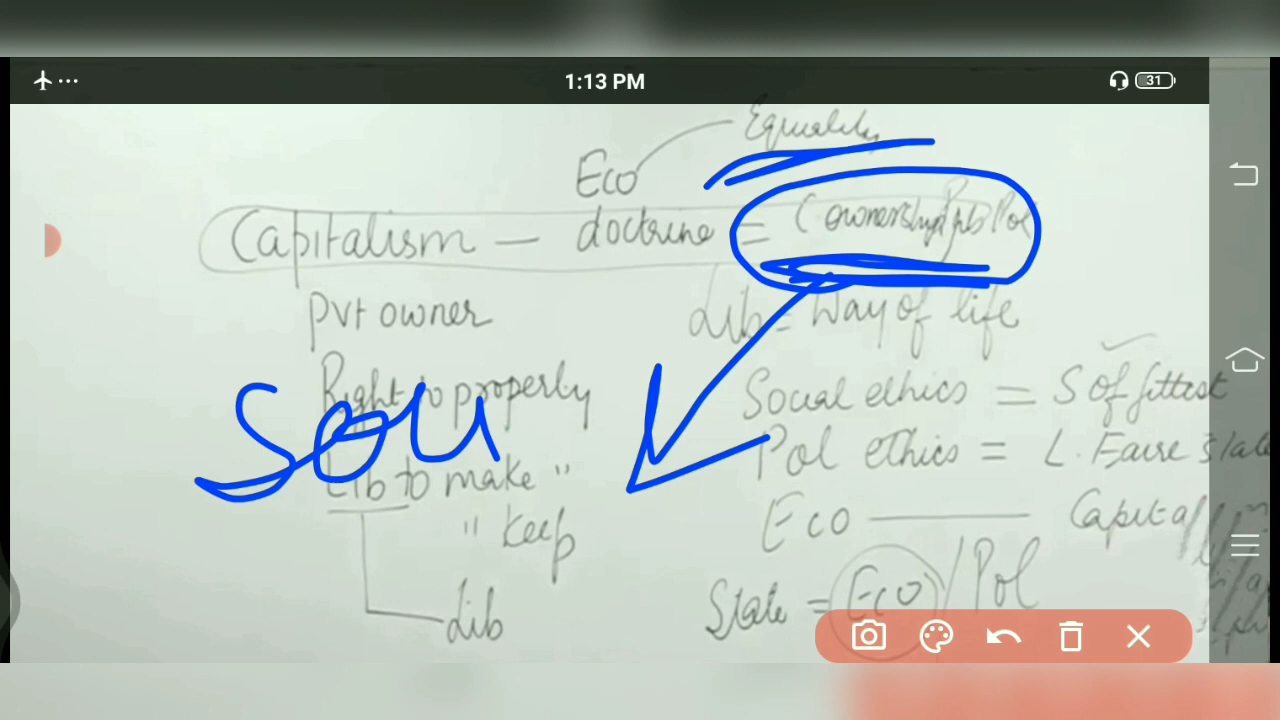 1:13 PM
31
Equality
Eco
Capitalism — doctrine = (ownership Pol
Pvt owner
Lib = Way of life
Right to property
Social ethics = S of fittest
SOU
Pol ethics = L. Faire State
Lib to make "
" keep
Eco — Capital
State = Eco / Pol
Lib